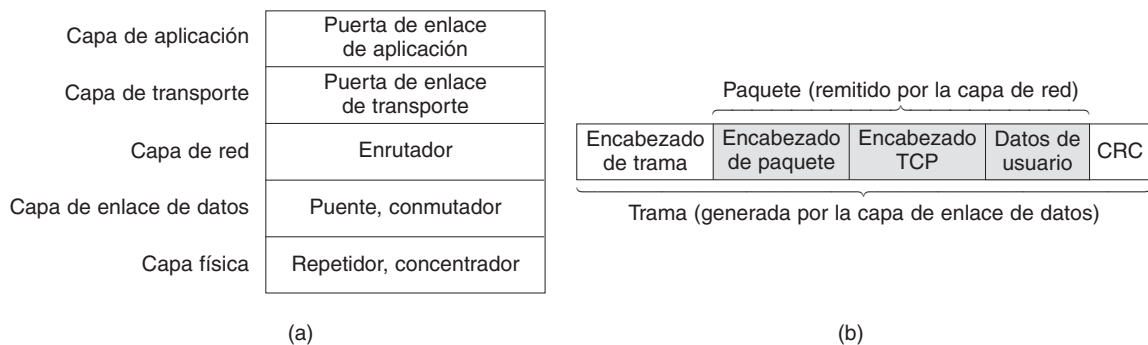 Capa de aplicación
Puerta de enlace
de aplicación
Capa de transporte
Puerta de enlace
de transporte
Capa de red
Enrutador
Capa de enlace de datos
Puente, conmutador
Capa física
Repetidor, concentrador
(a)
Paquete (remitido por la capa de red)
Encabezado
de trama
Encabezado
de paquete
Encabezado
TCP
Datos de
usuario
CRC
Trama (generada por la capa de enlace de datos)
(b)